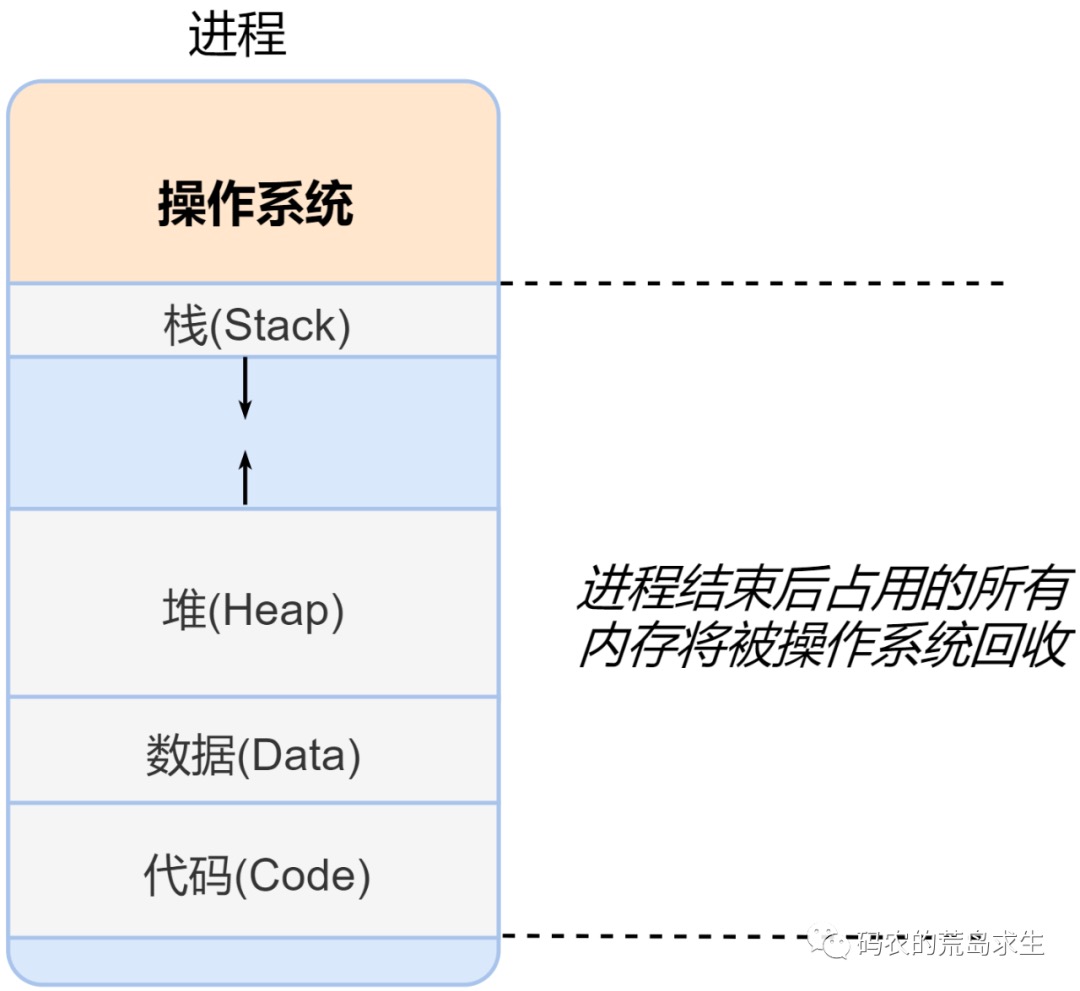 进程
操作系统
栈(Stack)
堆(Heap)
进程结束后占用的所有
内存将被操作系统回收
数据(Data)
代码(Code)
码农的荒岛求生